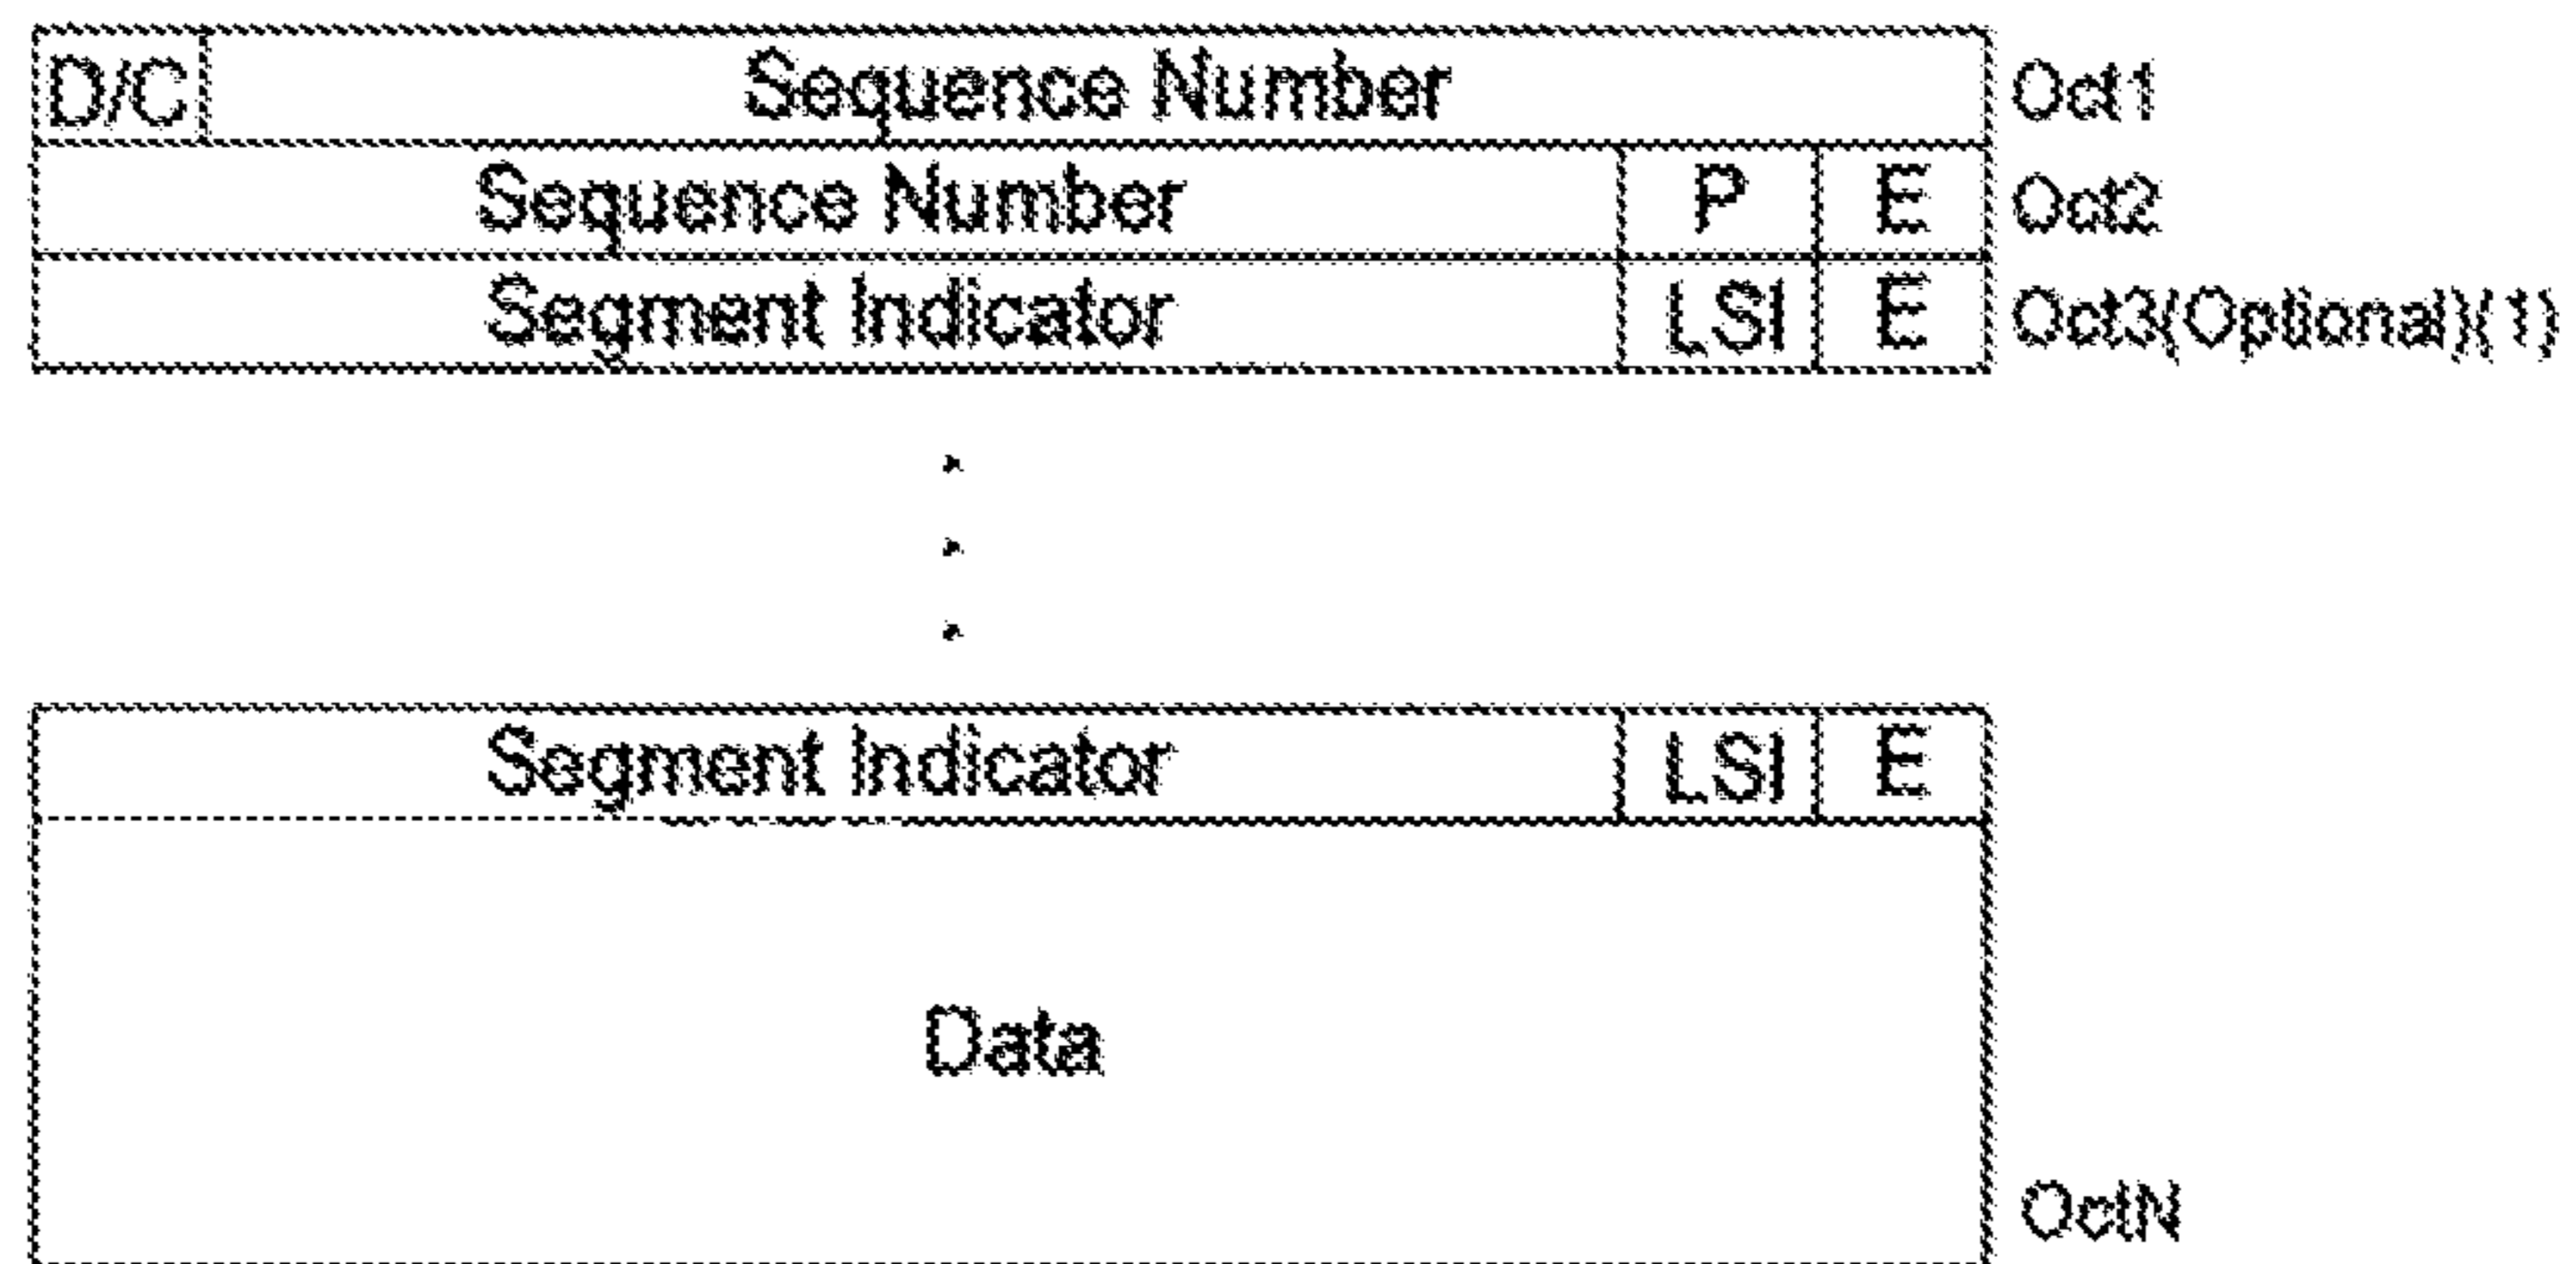 D/C Sequence Number Oct1
Sequence Number P E Oct2
Segment Indicator LSI E Oct3(Optional)(1)
Segment Indicator LSI E
Data
OctN